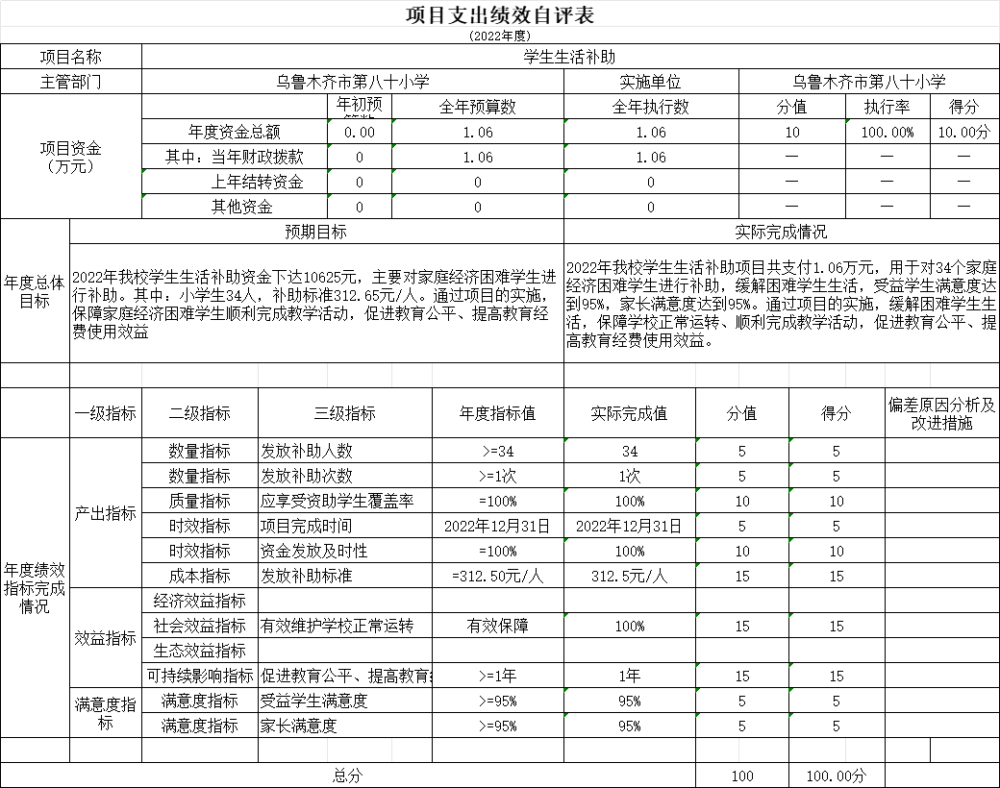 项目支出绩效自评表
(2022年度)
项目名称 学生生活补助
主管部门 乌鲁木齐市第八十小学 实施单位 乌鲁木齐市第八十小学
项目资金
（万元）
年初预 全年预算数 全年执行数 分值 执行率 得分
年度资金总额 0.00 1.06 1.06 10 100.00% 10.00分
其中：当年财政拨款 0 1.06 1.06 — — —
上年结转资金 0 0 0 — — —
其他资金 0 0 0 — — —
年度总体
目标
预期目标 实际完成情况
2022年我校学生生活补助资金下达10625元，主要对家庭经济困难学生进
行补助。其中：小学生34人，补助标准312.65元/人。通过项目的实施，
保障家庭经济困难学生顺利完成教学活动，促进教育公平、提高教育经
费使用效益
2022年我校学生生活补助项目共支付1.06万元，用于对34个家庭
经济困难学生进行补助，缓解困难学生生活，受益学生满意度达
到95%，家长满意度达到95%。通过项目的实施，缓解困难学生生
活，保障学校正常运转、顺利完成教学活动，促进教育公平、提
高教育经费使用效益。
年度绩效
指标完成
情况
一级指标 二级指标 三级指标 年度指标值 实际完成值 分值 得分 偏差原因分析及
改进措施
产出指标
数量指标 发放补助人数 >=34 34 5 5
数量指标 发放补助次数 >=1次 1次 5 5
质量指标 应享受资助学生覆盖率 =100% 100% 10 10
时效指标 项目完成时间 2022年12月31日 2022年12月31日 5 5
时效指标 资金发放及时性 =100% 100% 10 10
成本指标 发放补助标准 =312.50元/人 312.5元/人 15 15
效益指标
经济效益指标
社会效益指标 有效维护学校正常运转 有效保障 100% 15 15
生态效益指标
可持续影响指标 促进教育公平、提高教育 >=1年 1年 15 15
满意度指
标
满意度指标 受益学生满意度 >=95% 95% 5 5
满意度指标 家长满意度 >=95% 95% 5 5
总分 100 100.00分